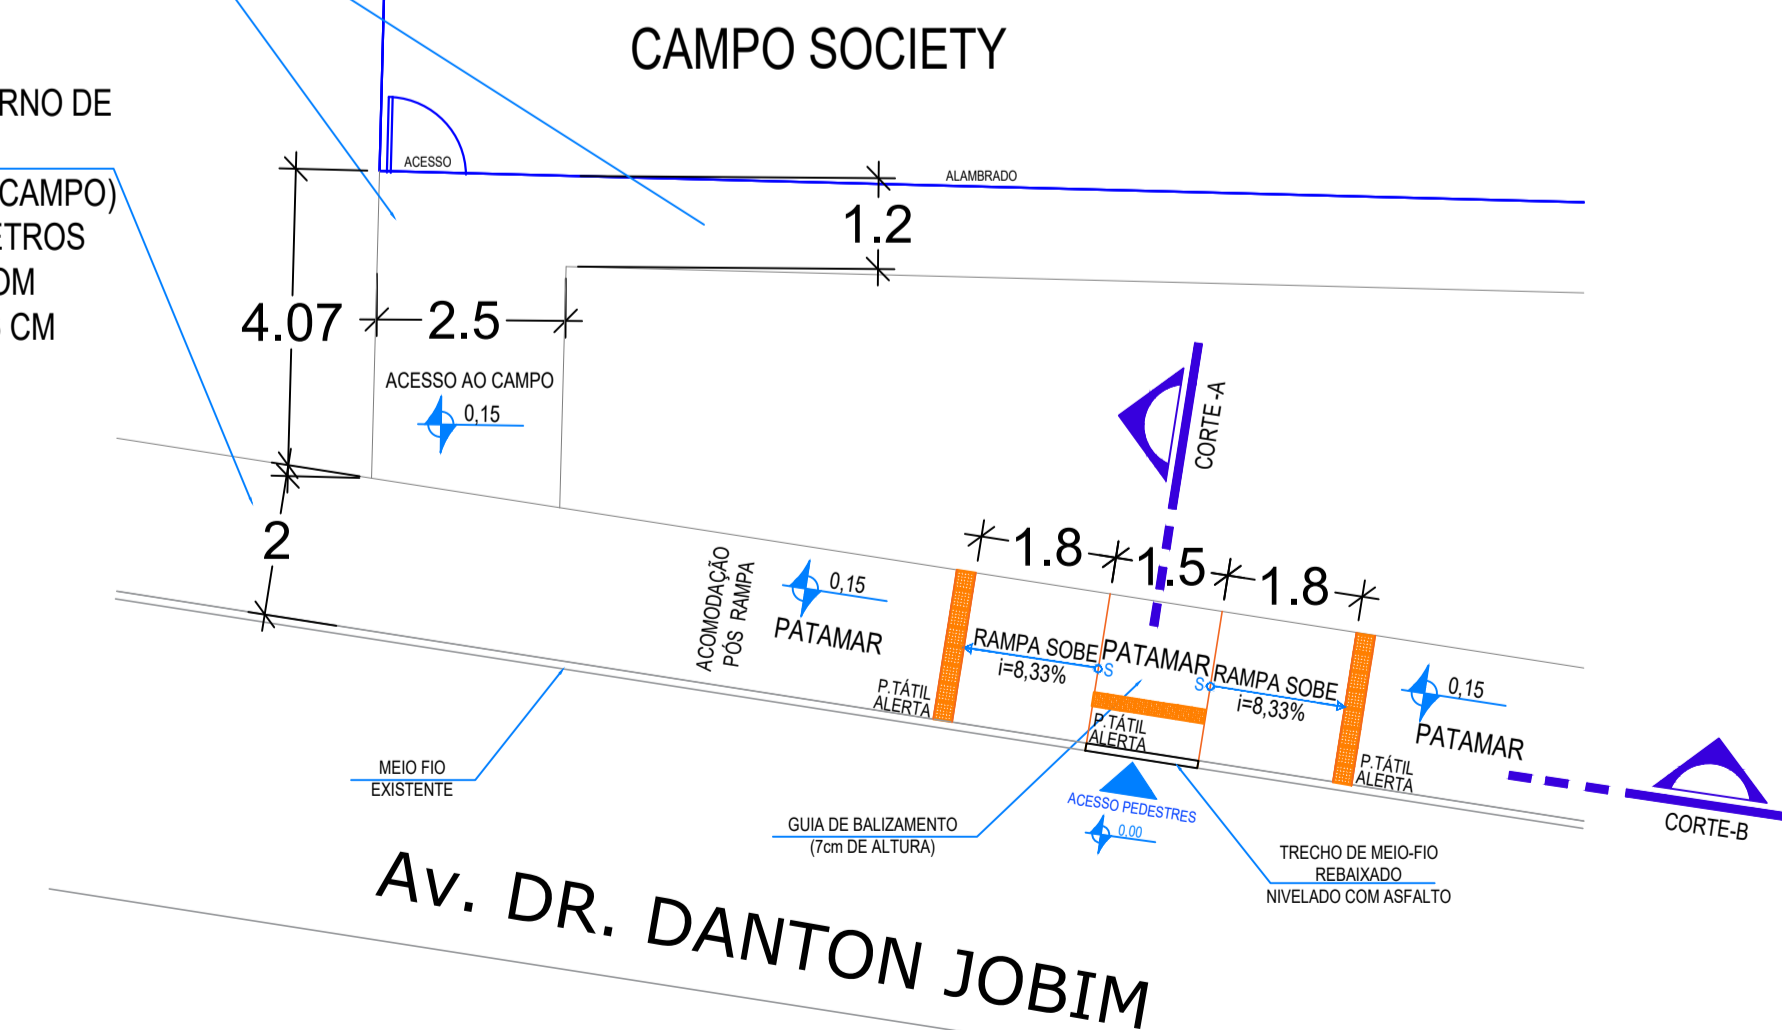 CAMPO SOCIETY
RNO DE
CAMPO)
ETROS
OM
CM
ACESSO
ALAMBRADO
1.2
4.07
2.5
ACESSO AO CAMPO
0,15
CORTE -A
2
1.8
1.5
1.8
ACOMODAÇÃO
PÓS RAMPA
0,15
PATAMAR
RAMPA SOBE
i=8,33%
S
PATAMAR
S
RAMPA SOBE
i=8,33%
0,15
PATAMAR
P.TÁTIL
ALERTA
P.TÁTIL
ALERTA
P.TÁTIL
ALERTA
MEIO FIO
EXISTENTE
GUIA DE BALIZAMENTO
(7cm DE ALTURA)
ACESSO PEDESTRES
0.00
TRECHO DE MEIO-FIO
REBAIXADO
NIVELADO COM ASFALTO
CORTE-B
Av. DR. DANTON JOBIM